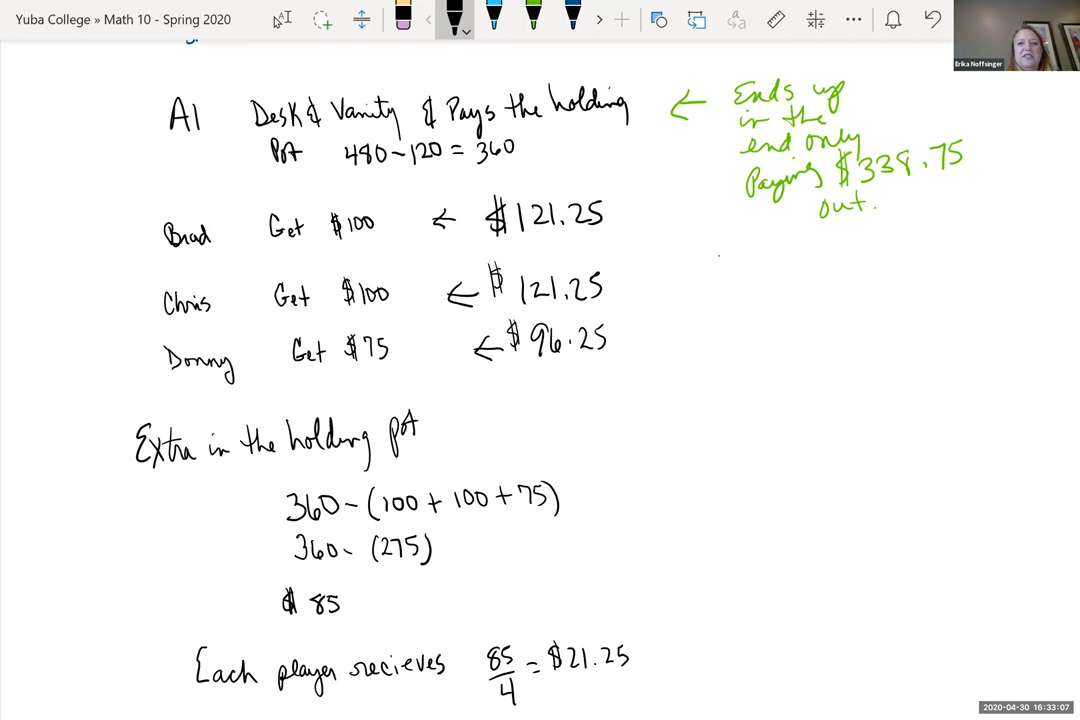 Yuba College » Math 10 - Spring 2020
Erika Noffsinger
Al Desk & Vanity & Pays the holding
Pot 480 - 120 = 360
← Ends up
in the
end only
Paying $338.75
out.
Brad Get $100 ← $121.25
Chris Get $100 ← $121.25
Donny Get $75 ← $96.25
Extra in the holding pot
360 - (100 + 100 + 75)
360 - (275)
$ 85
Each player recieves 85/4 = $21.25
2020-04-30 16:33:07